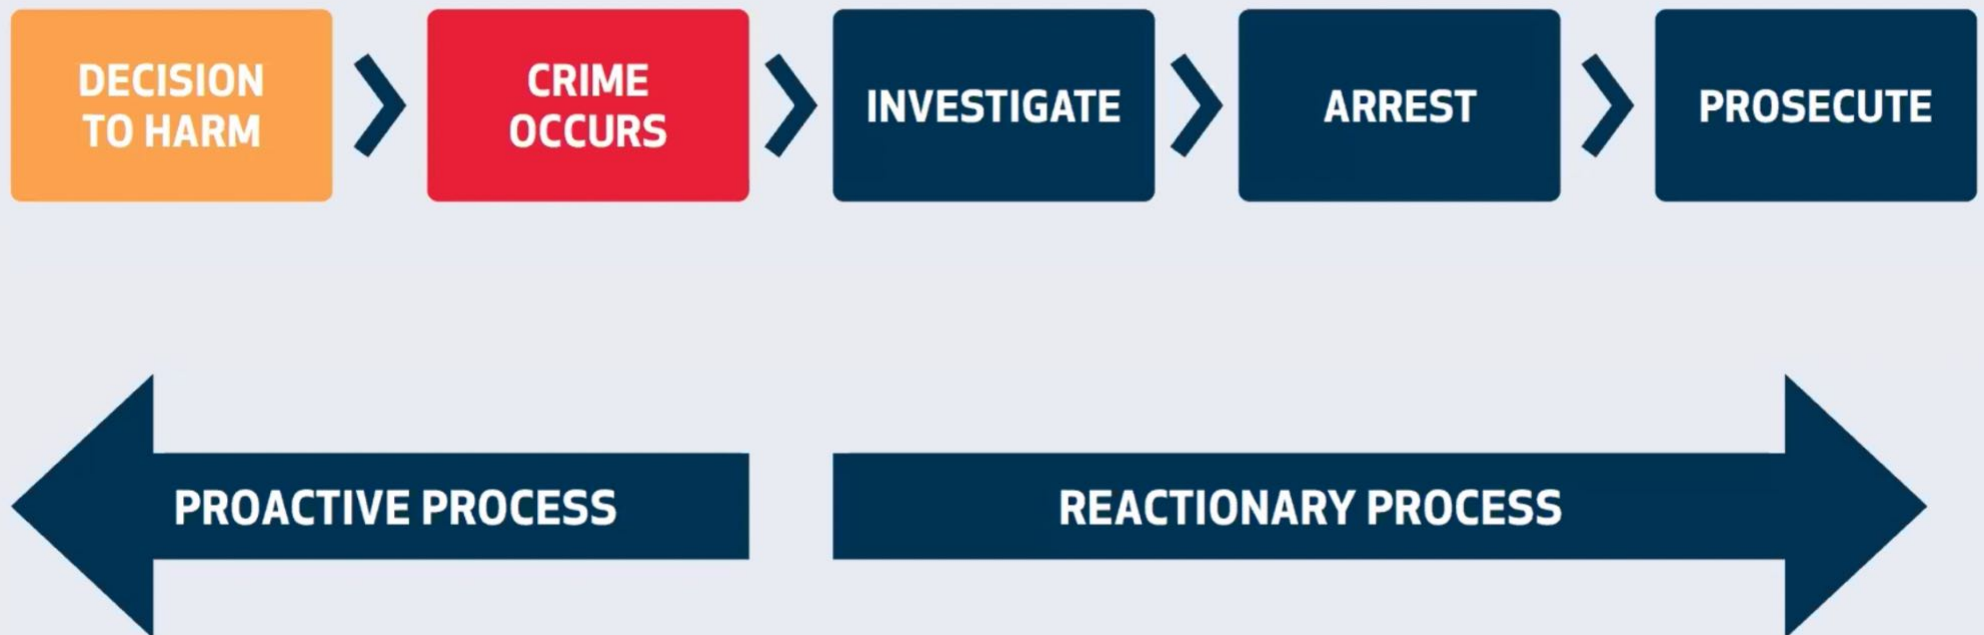 DECISION
TO HARM
CRIME
OCCURS
INVESTIGATE
ARREST
PROSECUTE
PROACTIVE PROCESS
REACTIONARY PROCESS